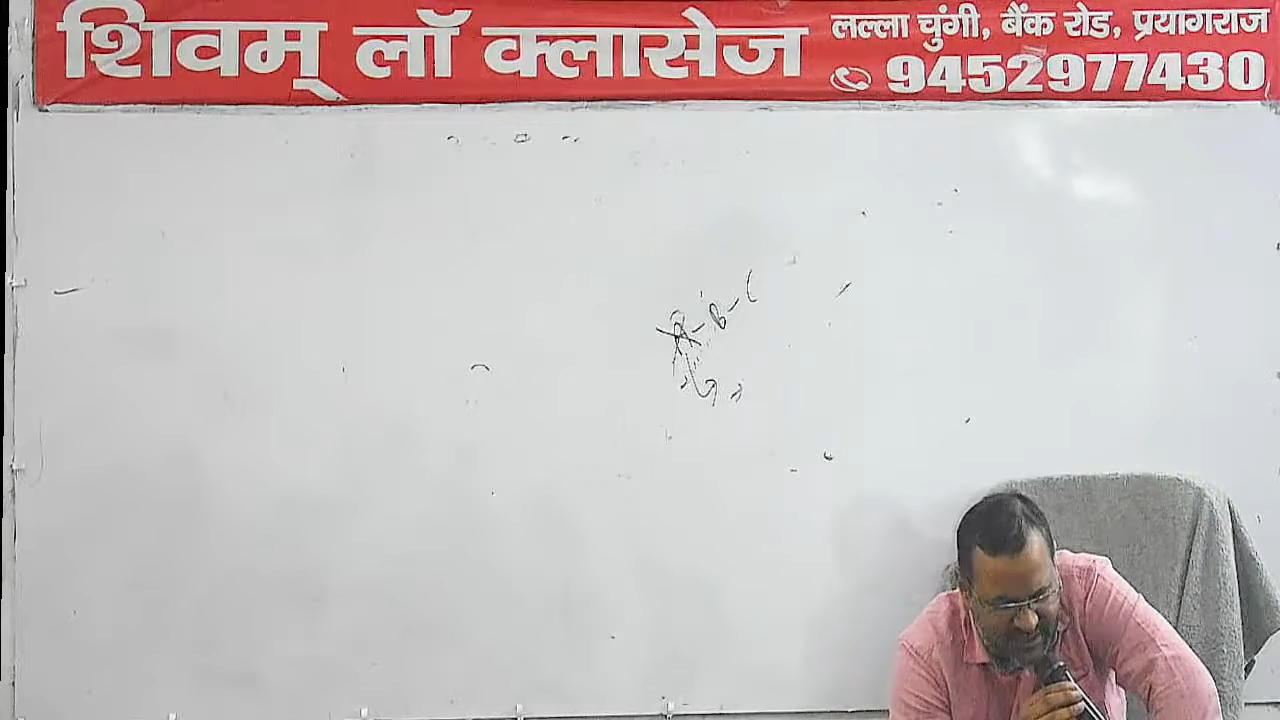 शिवम् लॉ क्लासेज
लल्ला चुंगी, बैंक रोड, प्रयागराज
9452977430
B